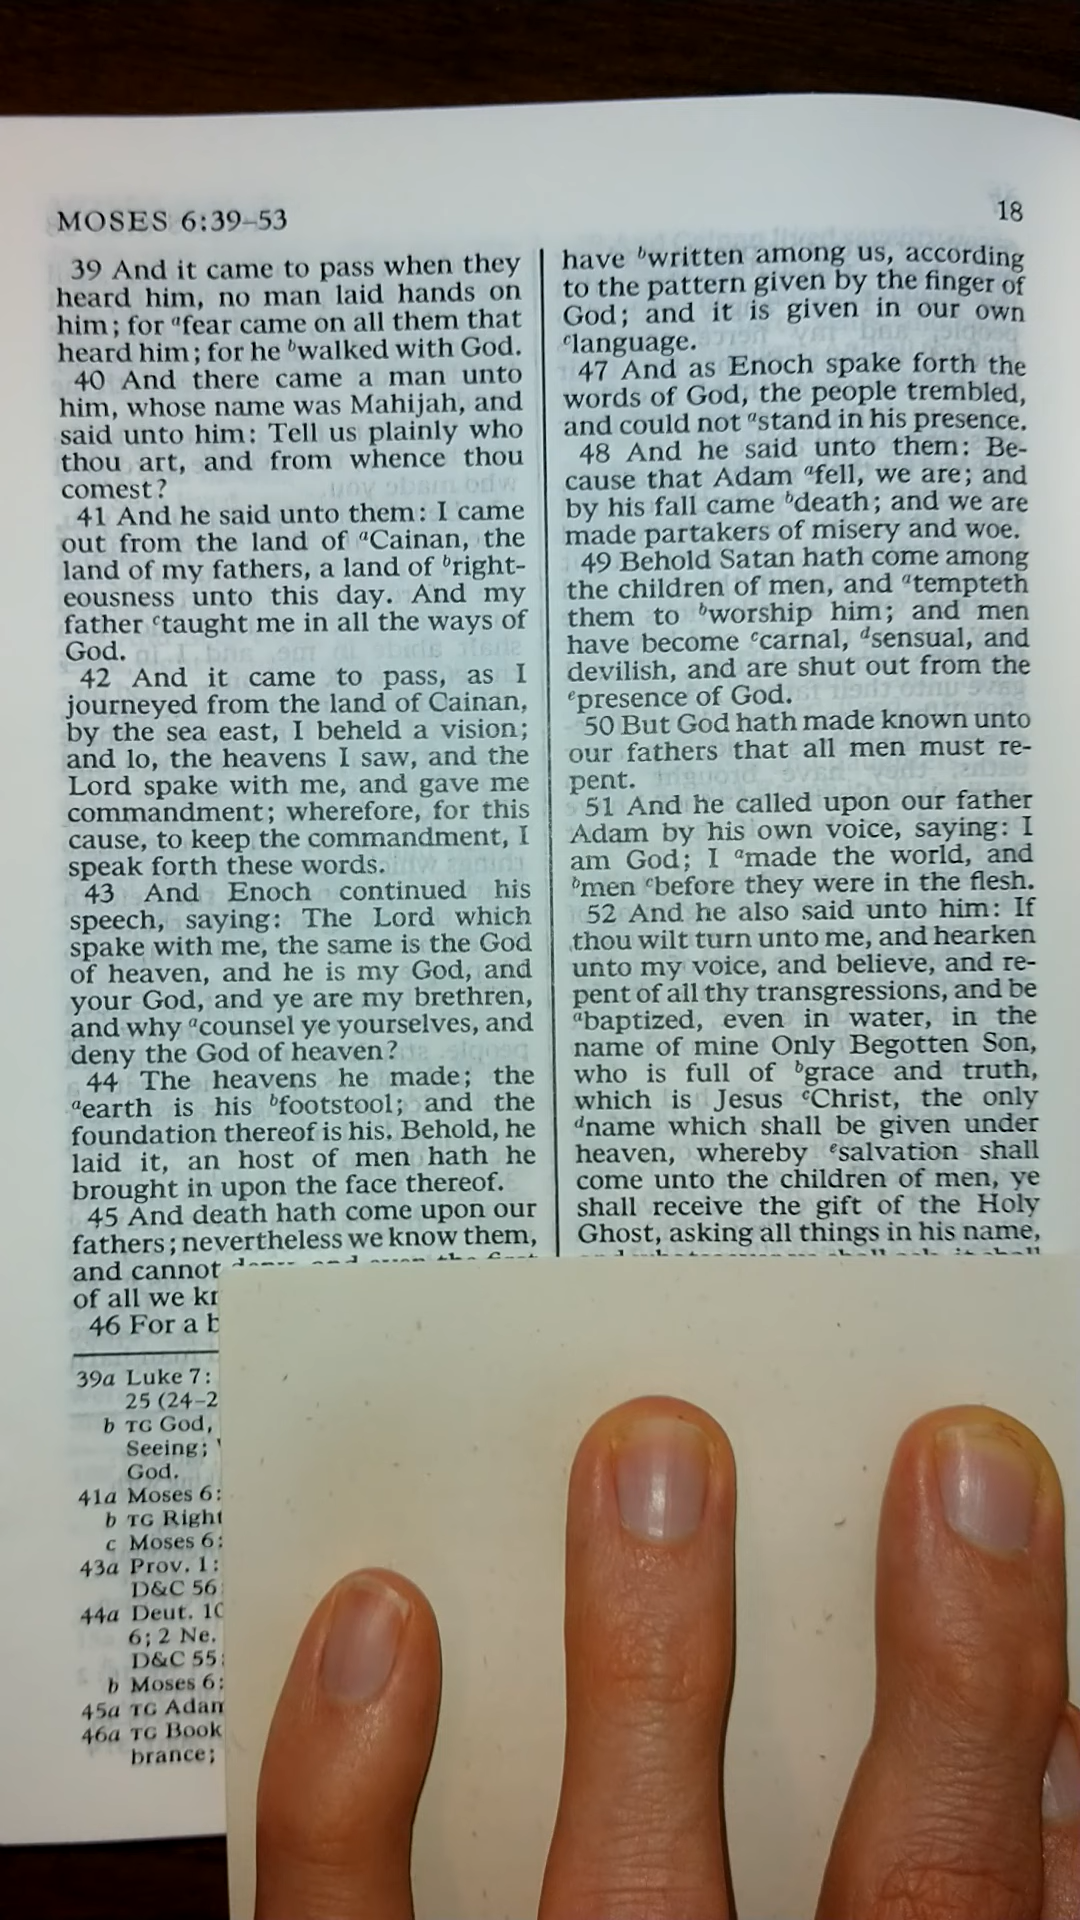 MOSES 6:39–53
18
39 And it came to pass when they
heard him, no man laid hands on
him; for ᵃfear came on all them that
heard him; for he ᵇwalked with God.
40 And there came a man unto
him, whose name was Mahijah, and
said unto him: Tell us plainly who
thou art, and from whence thou
comest?
41 And he said unto them: I came
out from the land of ᵃCainan, the
land of my fathers, a land of ᵇright-
eousness unto this day. And my
father ᶜtaught me in all the ways of
God.
42 And it came to pass, as I
journeyed from the land of Cainan,
by the sea east, I beheld a vision;
and lo, the heavens I saw, and the
Lord spake with me, and gave me
commandment; wherefore, for this
cause, to keep the commandment, I
speak forth these words.
43 And Enoch continued his
speech, saying: The Lord which
spake with me, the same is the God
of heaven, and he is my God, and
your God, and ye are my brethren,
and why ᵃcounsel ye yourselves, and
deny the God of heaven?
44 The heavens he made; the
ᵃearth is his ᵇfootstool; and the
foundation thereof is his. Behold, he
laid it, an host of men hath he
brought in upon the face thereof.
45 And death hath come upon our
fathers; nevertheless we know them,
and cannot
of all we
46 For a
39a Luke 7:
25 (24–2
b TG God,
Seeing;
God.
41a Moses 6:
b TG Right
c Moses 6:
43a Prov. 1:
D&C 56
44a Deut. 10
6; 2 Ne.
D&C 55:
b Moses 6:
45a TG Adam
46a TG Book
brance;
have ᵇwritten among us, according
to the pattern given by the finger of
God; and it is given in our own
ᶜlanguage.
47 And as Enoch spake forth the
words of God, the people trembled,
and could not ᵃstand in his presence.
48 And he said unto them: Be-
cause that Adam ᵃfell, we are; and
by his fall came ᵇdeath; and we are
made partakers of misery and woe.
49 Behold Satan hath come among
the children of men, and ᵃtempteth
them to ᵇworship him; and men
have become ᶜcarnal, ᵈsensual, and
devilish, and are shut out from the
ᵉpresence of God.
50 But God hath made known unto
our fathers that all men must re-
pent.
51 And he called upon our father
Adam by his own voice, saying: I
am God; I ᵃmade the world, and
ᵇmen ᶜbefore they were in the flesh.
52 And he also said unto him: If
thou wilt turn unto me, and hearken
unto my voice, and believe, and re-
pent of all thy transgressions, and be
ᵃbaptized, even in water, in the
name of mine Only Begotten Son,
who is full of ᵇgrace and truth,
which is Jesus ᶜChrist, the only
ᵈname which shall be given under
heaven, whereby ᵉsalvation shall
come unto the children of men, ye
shall receive the gift of the Holy
Ghost, asking all things in his name,